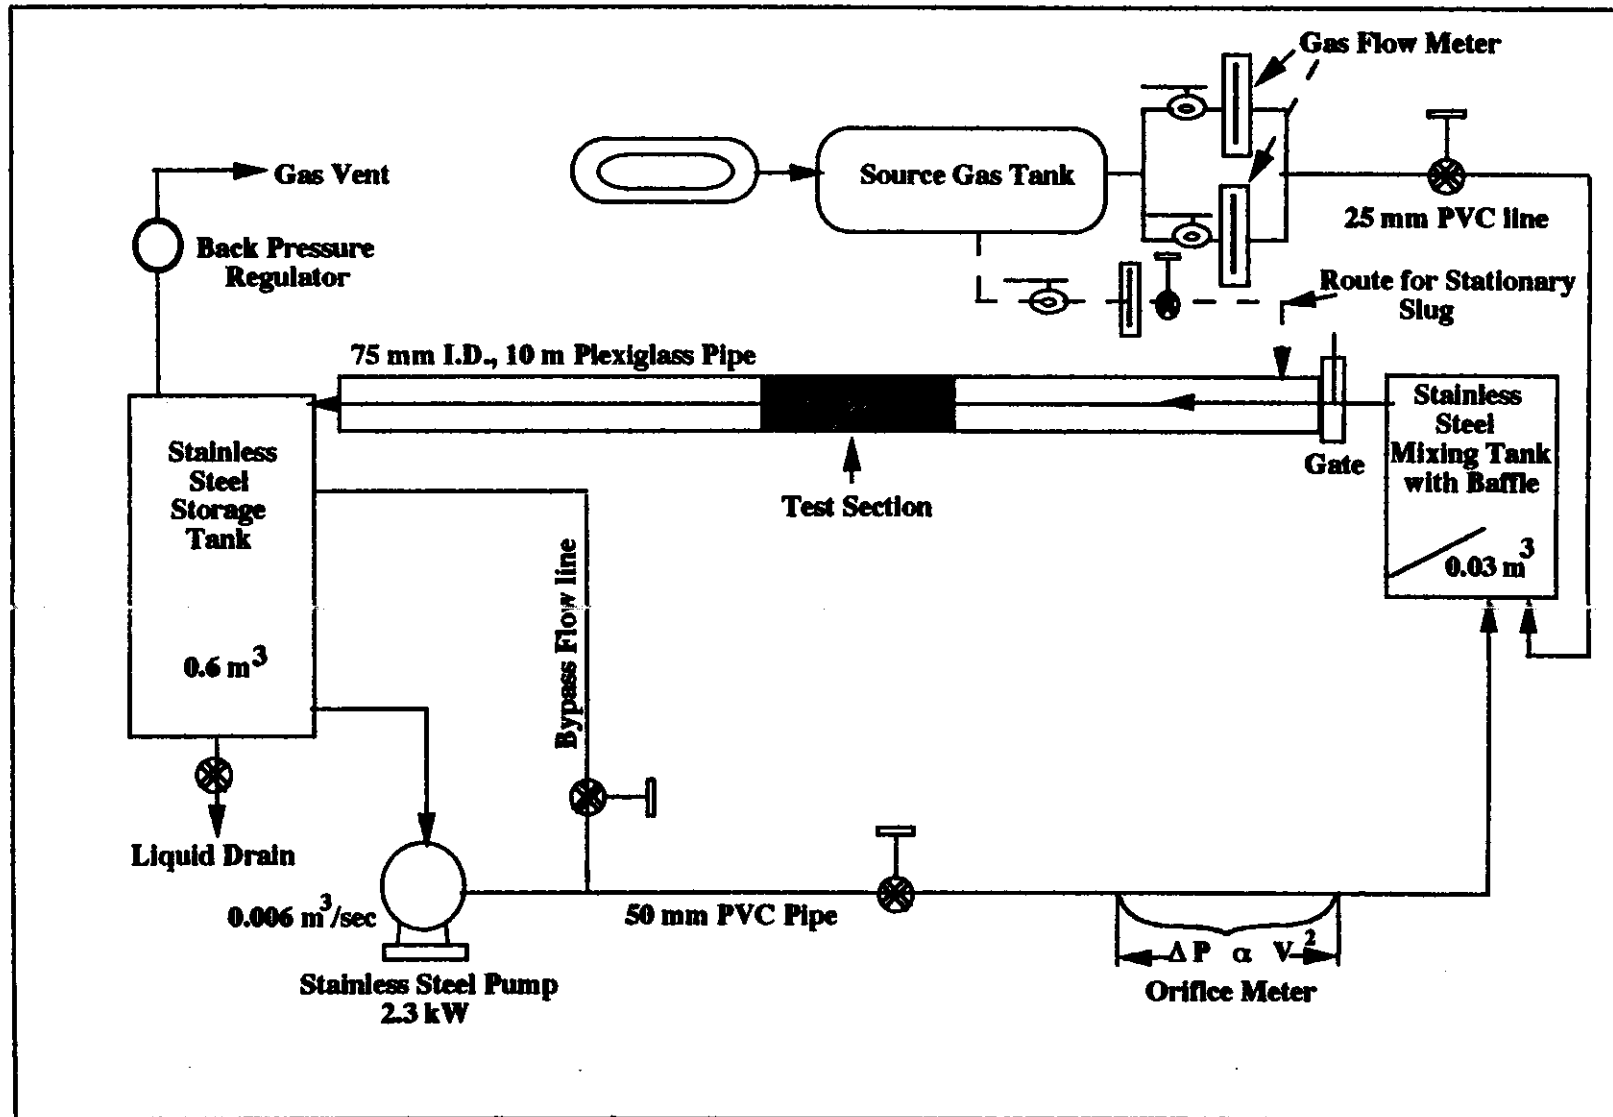 Gas Flow Meter
Gas Vent
Source Gas Tank
25 mm PVC line
Back Pressure
Regulator
Route for Stationary
Slug
75 mm I.D., 10 m Plexiglass Pipe
Stainless
Steel
Mixing Tank
with Baffle
0.03 m³
Gate
Stainless
Steel
Storage
Tank
0.6 m³
Test Section
Bypass Flow line
Liquid Drain
0.006 m³/sec
50 mm PVC Pipe
Δ P α V²
Stainless Steel Pump
2.3 kW
Orifice Meter